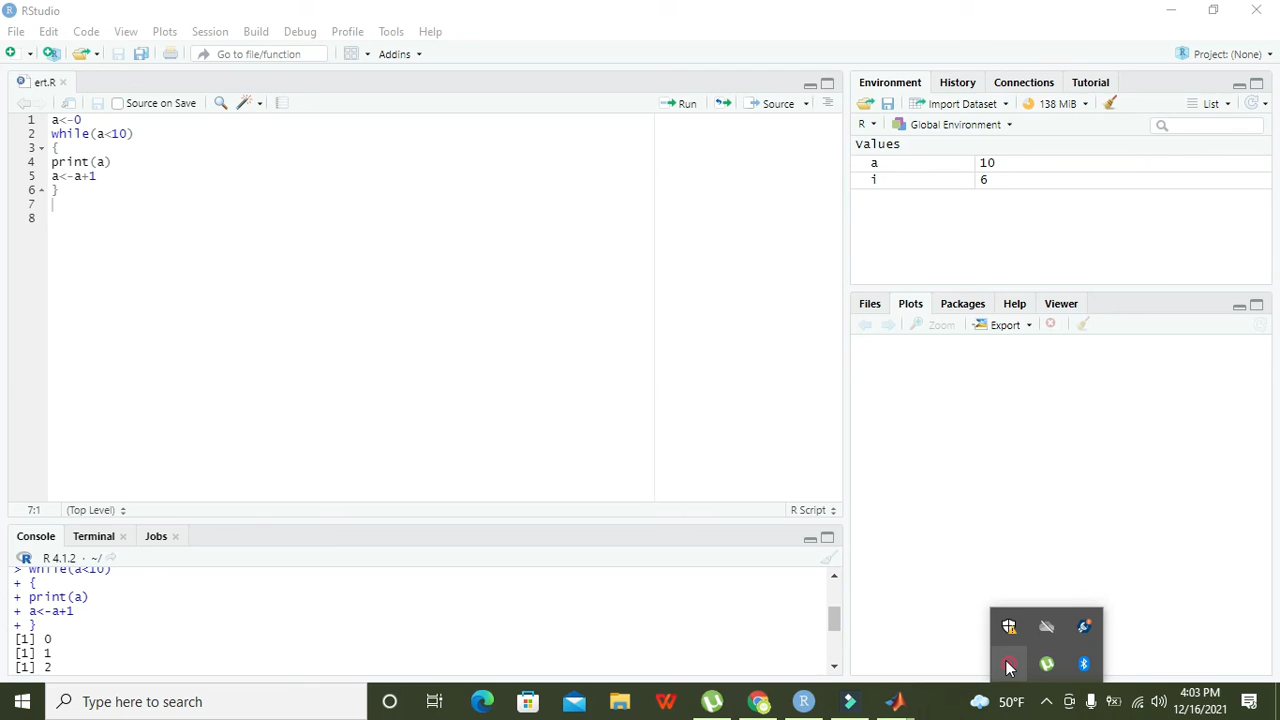 RStudio
File Edit Code View Plots Session Build Debug Profile Tools Help
Go to file/function Addins Project: (None)
ert.R
Source on Save Run Source
1 a<-0
2 while(a<10)
3 {
4 print(a)
5 a<-a+1
6 }
7
8
7:1 (Top Level) R Script
Console Terminal Jobs
R 4.1.2 · ~/
> while(a<10)
+ {
+ print(a)
+ a<-a+1
+ }
[1] 0
[1] 1
[1] 2
Environment History Connections Tutorial
Import Dataset 138 MiB List
R Global Environment
Values
a 10
i 6
Files Plots Packages Help Viewer
Zoom Export
Type here to search
50°F
4:03 PM
12/16/2021